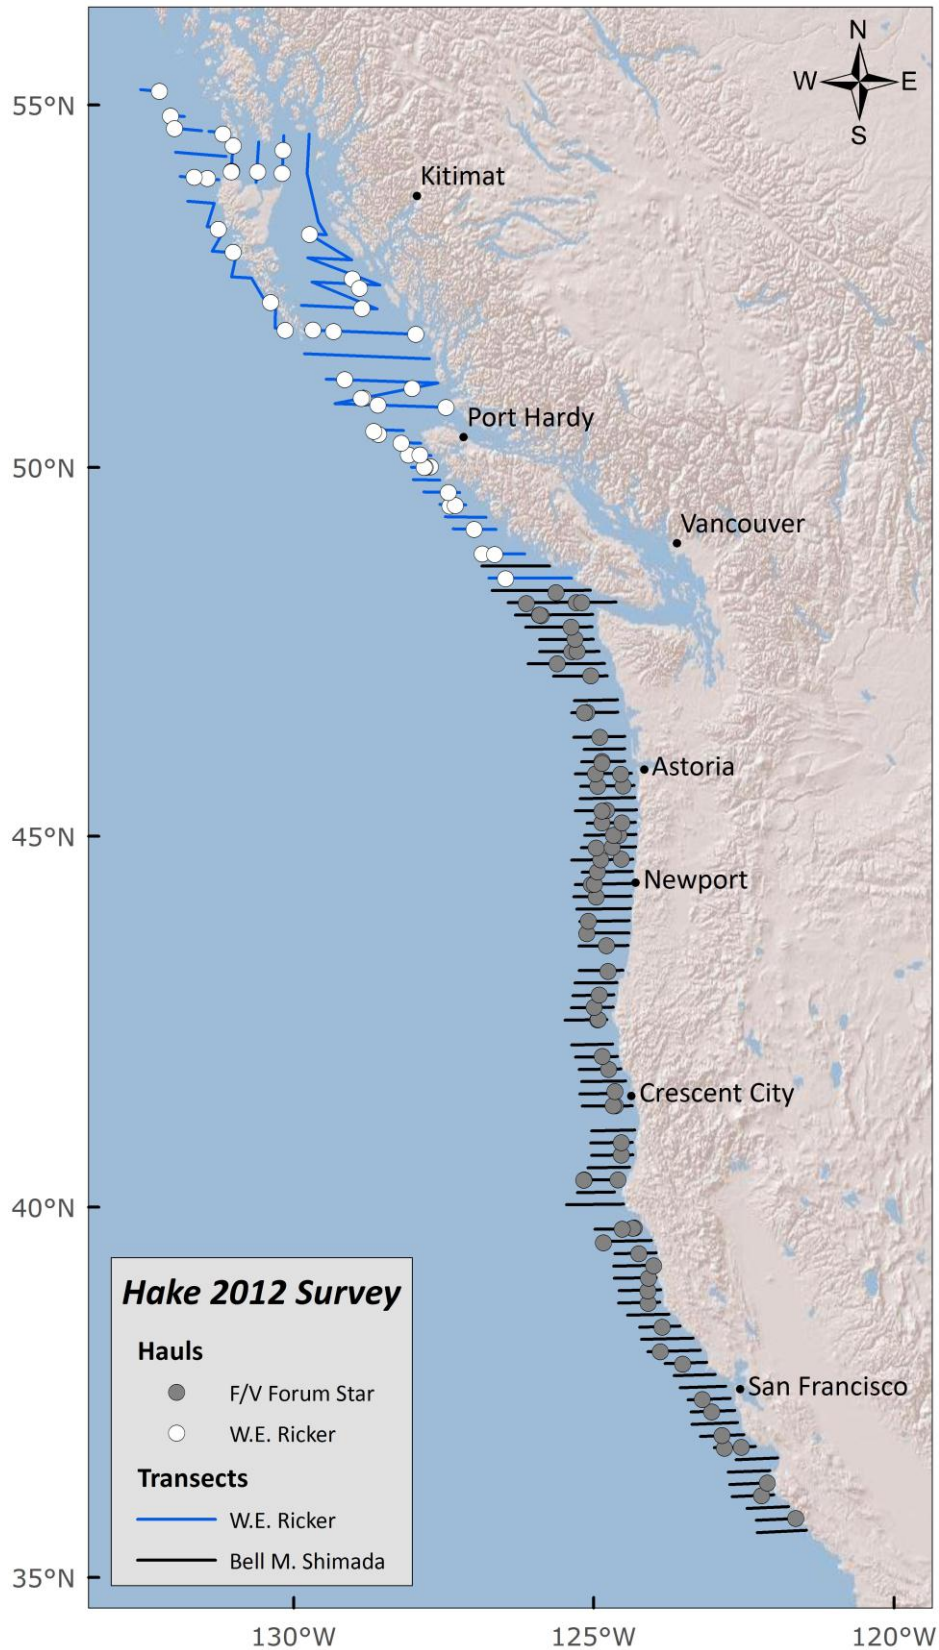 N
W E
S
55°N
Kitimat
Port Hardy
50°N
Vancouver
Astoria
45°N
Newport
Crescent City
40°N
Hake 2012 Survey
Hauls
F/V Forum Star
W.E. Ricker
Transects
W.E. Ricker
Bell M. Shimada
San Francisco
35°N
130°W 125°W 120°W